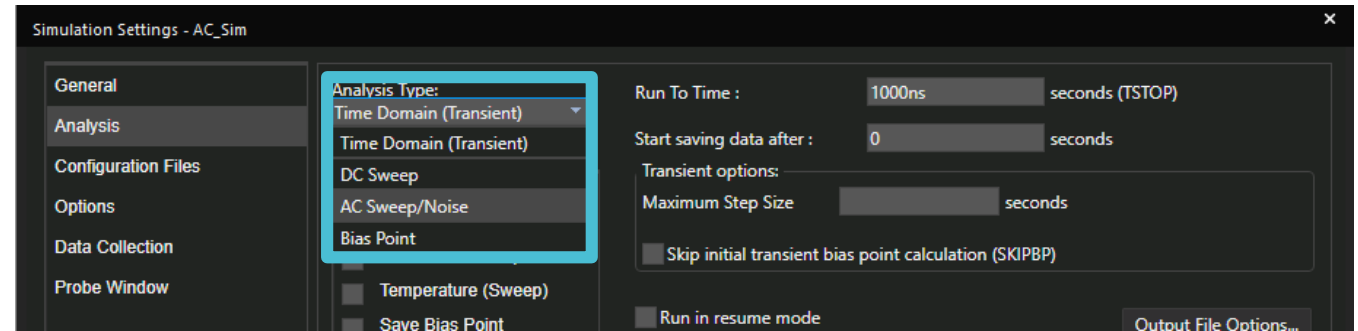 Simulation Settings - AC_Sim
×
General
Analysis
Configuration Files
Options
Data Collection
Probe Window
Analysis Type:
Time Domain (Transient)
Time Domain (Transient)
DC Sweep
AC Sweep/Noise
Bias Point
Temperature (Sweep)
Save Bias Point
Run To Time : 1000ns seconds (TSTOP)
Start saving data after : 0 seconds
Transient options:
Maximum Step Size seconds
Skip initial transient bias point calculation (SKIPBP)
Run in resume mode
Output File Options...